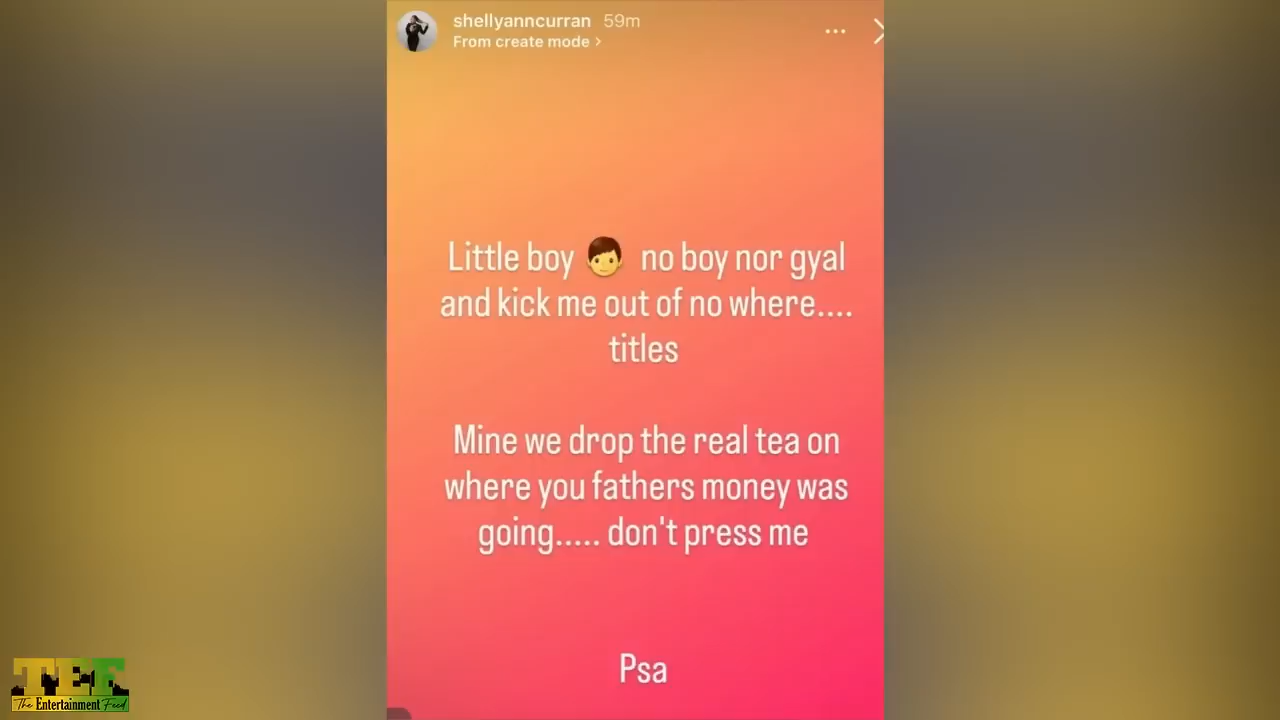 shellyanncurran 59m
From create mode >
Little boy 👦 no boy nor gyal
and kick me out of no where....
titles
Mine we drop the real tea on
where you fathers money was
going..... don't press me
Psa
TEF
The Entertainment Feed